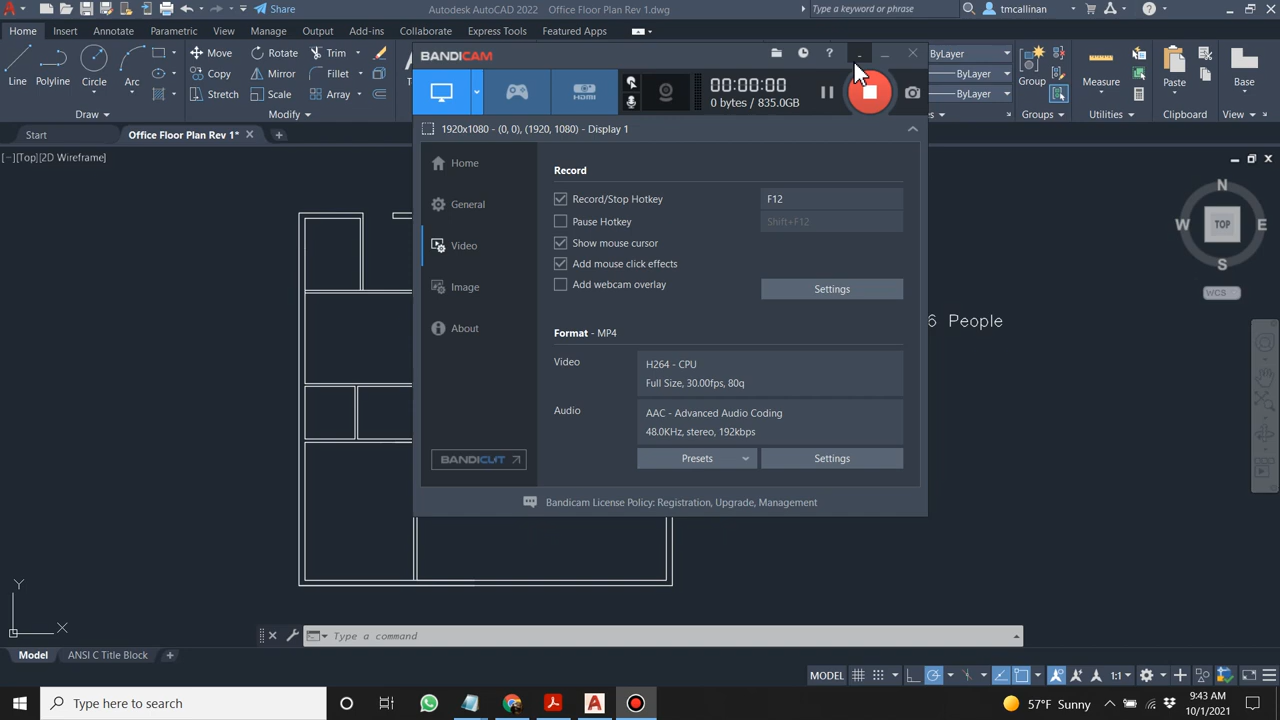 Share
Autodesk AutoCAD 2022 Office Floor Plan Rev 1.dwg
Type a keyword or phrase
tmcallinan
Home Insert Annotate Parametric View Manage Output Add-ins Collaborate Express Tools Featured Apps
Line Polyline Circle Arc
Move Rotate Trim
Copy Mirror Fillet
Stretch Scale Array
Draw
ByLayer
ByLayer
ByLayer
Group
Groups
Measure
Utilities
Paste
Clipboard
Base
View
BANDICAM
HDMI
00:00:00
0 bytes / 835.0GB
1920x1080 - (0, 0), (1920, 1080) - Display 1
Start Office Floor Plan Rev 1*
[−][Top][2D Wireframe]
Home
General
Video
Image
About
BANDICUT
Record
Record/Stop Hotkey F12
Pause Hotkey Shift+F12
Show mouse cursor
Add mouse click effects
Add webcam overlay
Settings
Format - MP4
Video
H264 - CPU
Full Size, 30.00fps, 80q
Audio
AAC - Advanced Audio Coding
48.0KHz, stereo, 192kbps
Presets Settings
Bandicam License Policy: Registration, Upgrade, Management
N
W TOP E
S
WCS
6 People
Y
X
Type a command
Model ANSI C Title Block
MODEL 1:1
Type here to search
57°F Sunny
9:43 AM
10/1/2021